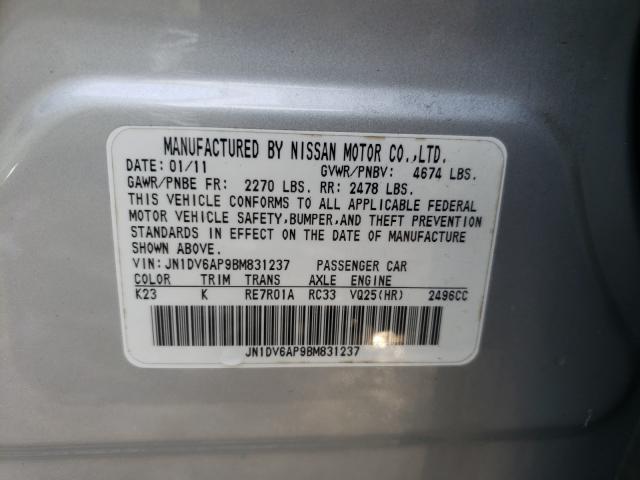 MANUFACTURED BY NISSAN MOTOR CO.,LTD.
DATE: 01/11 GVWR/PNBV: 4674 LBS.
GAWR/PNBE FR: 2270 LBS. RR: 2478 LBS.
THIS VEHICLE CONFORMS TO ALL APPLICABLE FEDERAL
MOTOR VEHICLE SAFETY,BUMPER,AND THEFT PREVENTION
STANDARDS IN EFFECT ON THE DATE OF MANUFACTURE
SHOWN ABOVE.
VIN: JN1DV6AP9BM831237 PASSENGER CAR
COLOR TRIM TRANS AXLE ENGINE
K23 K RE7R01A RC33 VQ25(HR) 2496CC
JN1DV6AP9BM831237